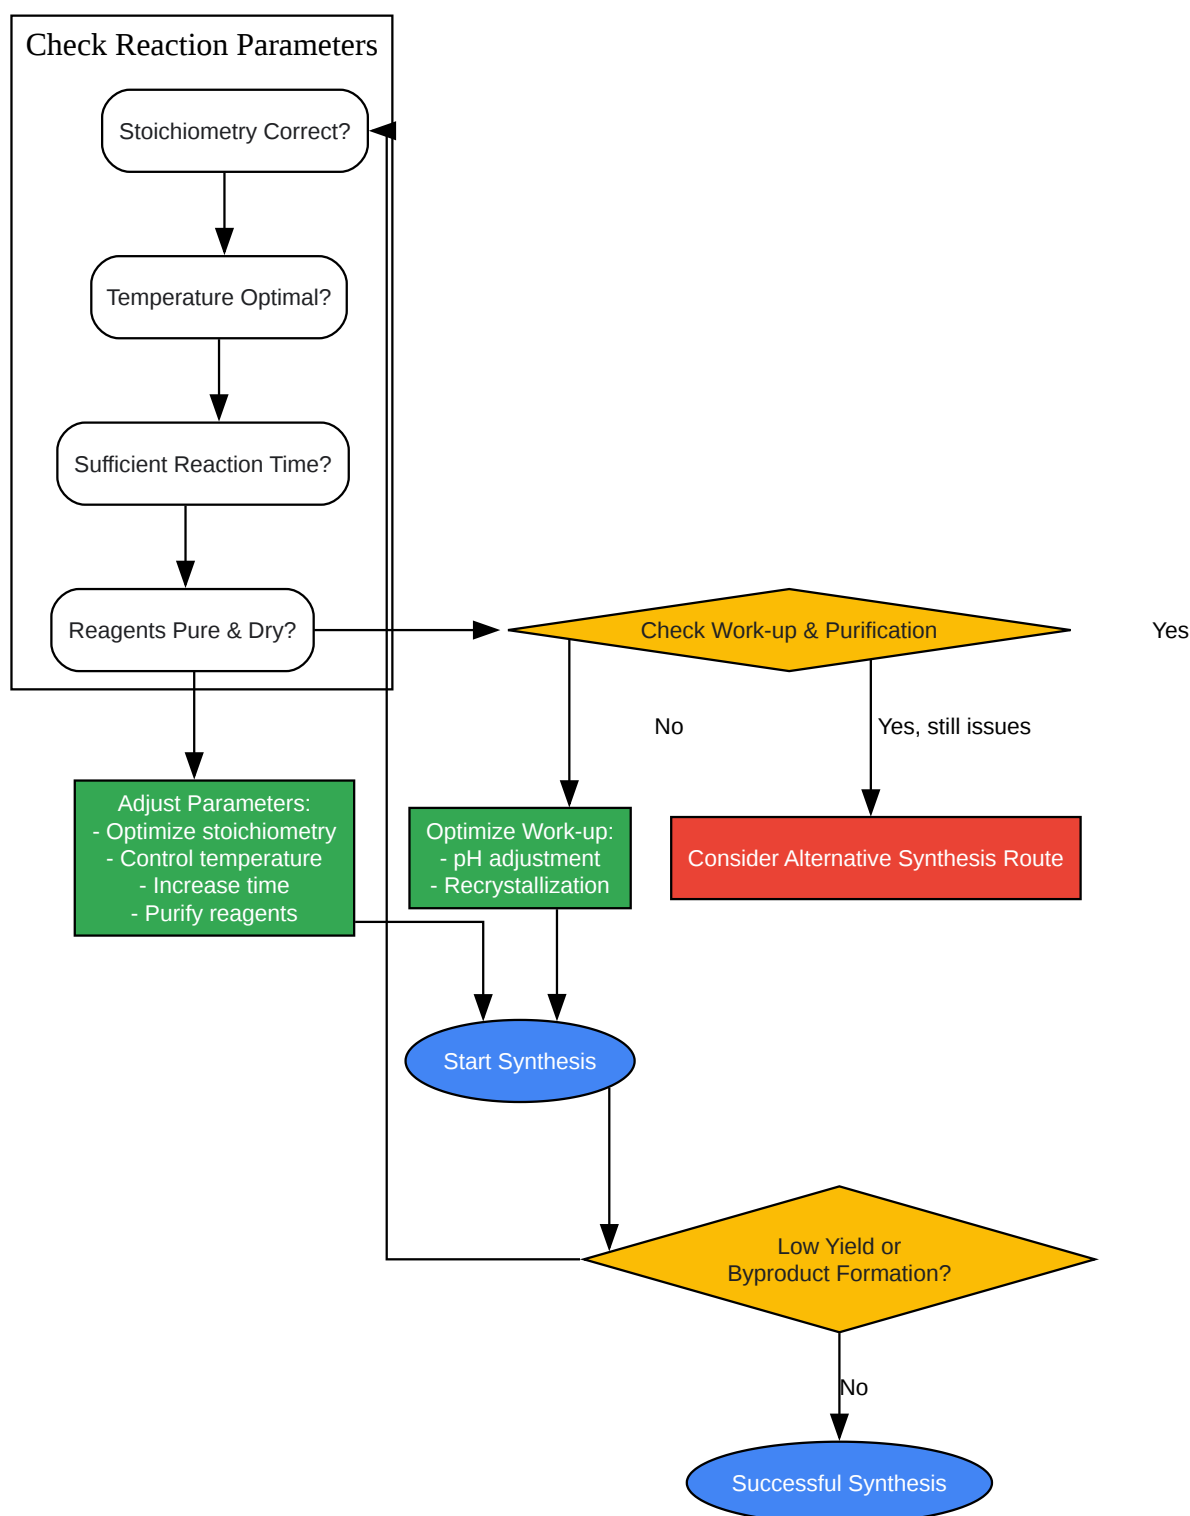 Check Reaction Parameters
Stoichiometry Correct?
Temperature Optimal?
Sufficient Reaction Time?
Reagents Pure & Dry?
Check Work-up & Purification
Yes
No
Yes, still issues
Adjust Parameters:
- Optimize stoichiometry
- Control temperature
- Increase time
- Purify reagents
Optimize Work-up:
- pH adjustment
- Recrystallization
Consider Alternative Synthesis Route
Start Synthesis
Low Yield or
Byproduct Formation?
No
Successful Synthesis